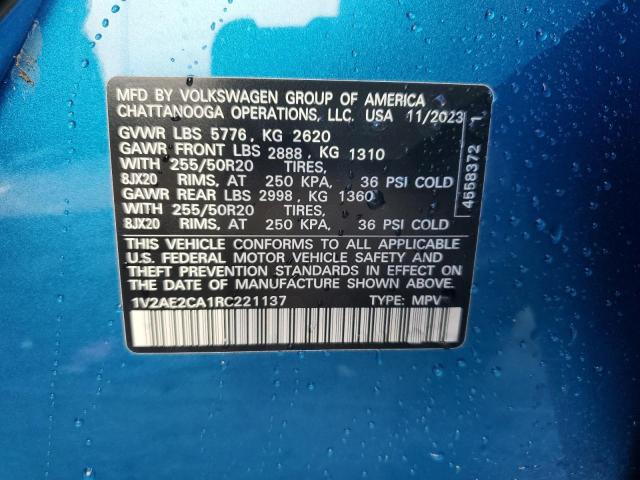 MFD BY VOLKSWAGEN GROUP OF AMERICA
CHATTANOOGA OPERATIONS, LLC. USA 11/2023
GVWR LBS 5776, KG 2620
GAWR FRONT LBS 2888, KG 1310
WITH 255/50R20 TIRES,
8JX20 RIMS, AT 250 KPA, 36 PSI COLD
GAWR REAR LBS 2998, KG 1360
WITH 255/50R20 TIRES,
8JX20 RIMS, AT 250 KPA, 36 PSI COLD
THIS VEHICLE CONFORMS TO ALL APPLICABLE
U.S. FEDERAL MOTOR VEHICLE SAFETY
STANDARDS IN EFFECT ON
THE DATE OF MANUFACTURE SHOWN ABOVE.
1V2AE2CA1RC221137 TYPE: MPV
4558372 1